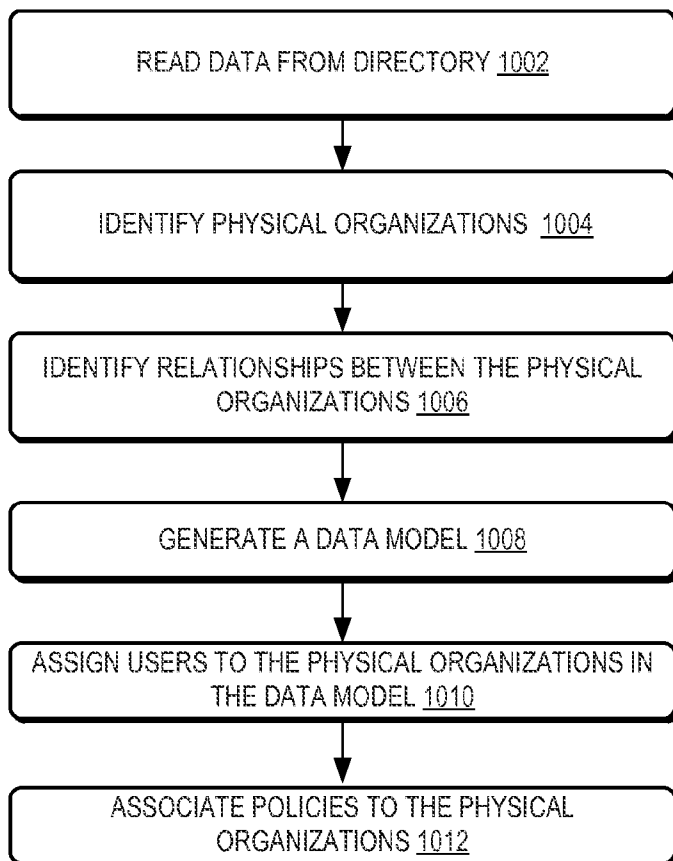 READ DATA FROM DIRECTORY 1002
IDENTIFY PHYSICAL ORGANIZATIONS 1004
IDENTIFY RELATIONSHIPS BETWEEN THE PHYSICAL
ORGANIZATIONS 1006
GENERATE A DATA MODEL 1008
ASSIGN USERS TO THE PHYSICAL ORGANIZATIONS IN
THE DATA MODEL 1010
ASSOCIATE POLICIES TO THE PHYSICAL
ORGANIZATIONS 1012